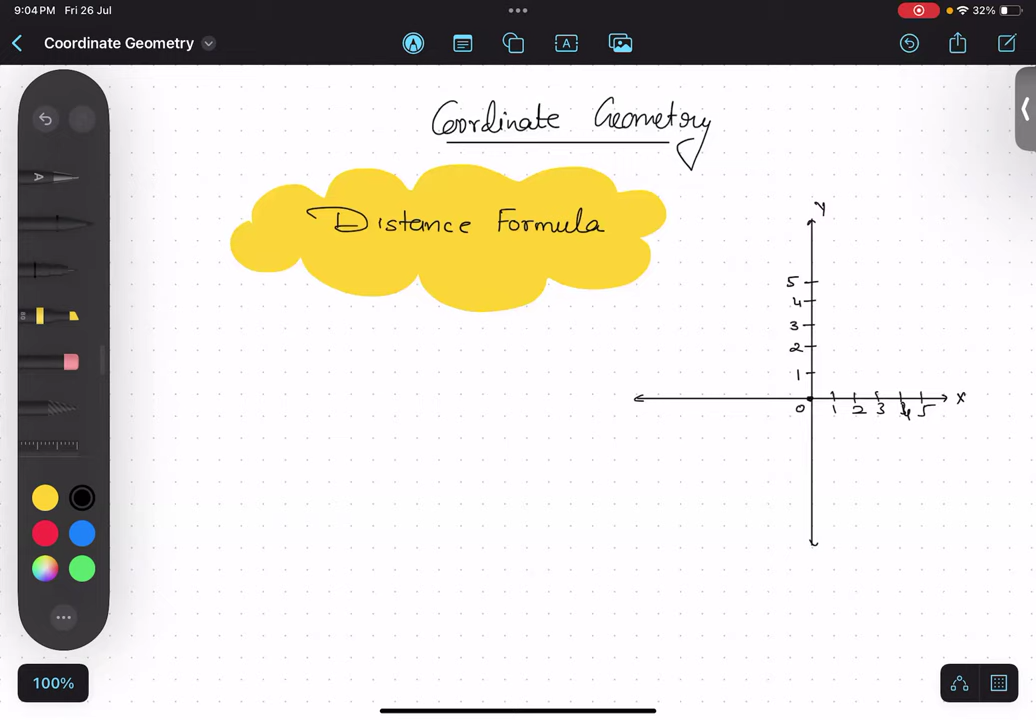 9:04 PM Fri 26 Jul
32%
Coordinate Geometry
A
A
80
Coordinate Geometry
Distance Formula
Y
5
4
3
2
1
0 1 2 3 4 5 X
100%